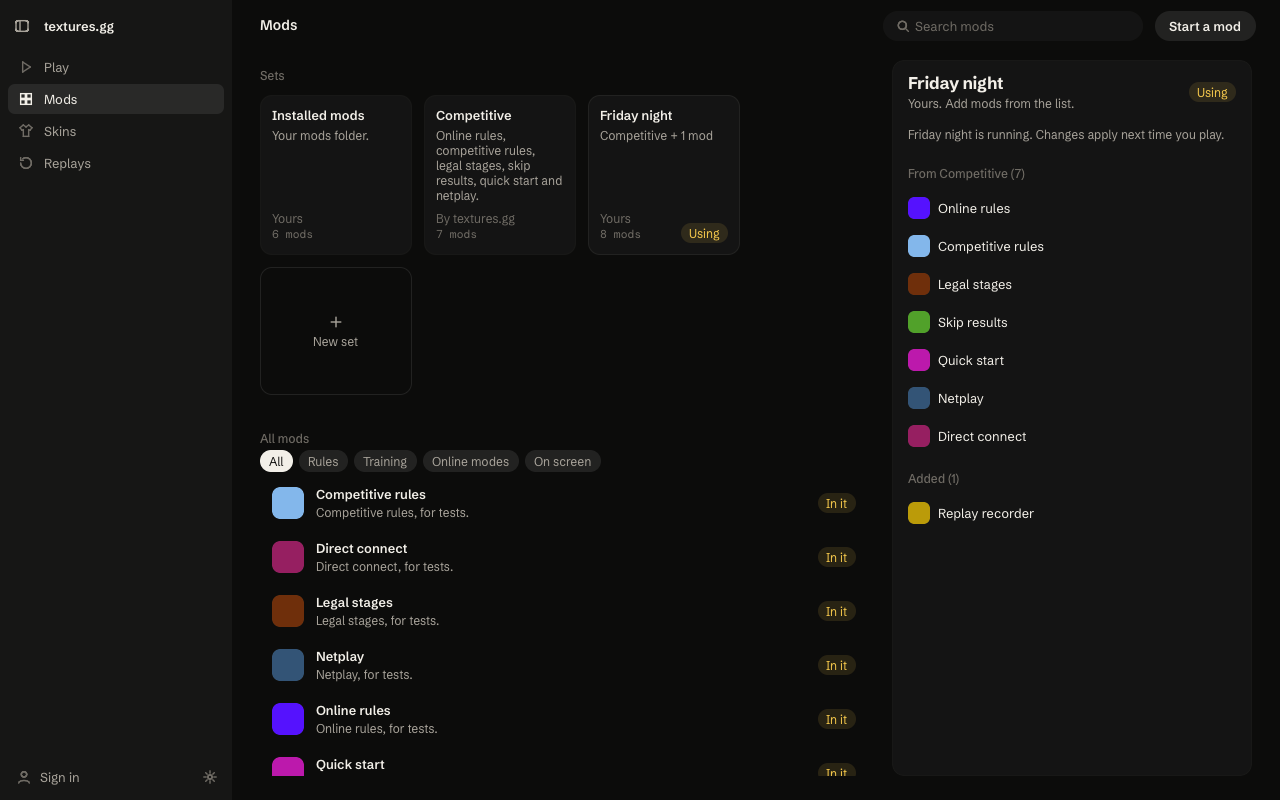 textures.gg
Play
Mods
Skins
Replays
Sign in
Mods
Search mods
Start a mod
Sets
Installed mods
Your mods folder.
Yours
6 mods
Competitive
Online rules,
competitive rules,
legal stages, skip
results, quick start and
netplay.
By textures.gg
7 mods
Friday night
Competitive + 1 mod
Yours
8 mods
Using
+
New set
All mods
All
Rules
Training
Online modes
On screen
Competitive rules
Competitive rules, for tests.
In it
Direct connect
Direct connect, for tests.
In it
Legal stages
Legal stages, for tests.
In it
Netplay
Netplay, for tests.
In it
Online rules
Online rules, for tests.
In it
Quick start
In it
Friday night
Yours. Add mods from the list.
Using
Friday night is running. Changes apply next time you play.
From Competitive (7)
Online rules
Competitive rules
Legal stages
Skip results
Quick start
Netplay
Direct connect
Added (1)
Replay recorder